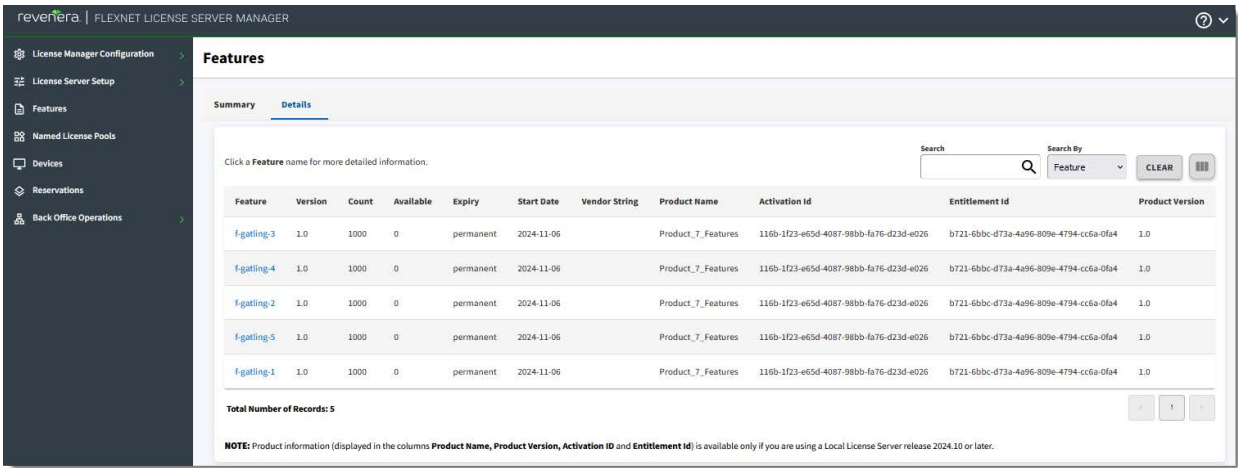 revenera. | FLEXNET LICENSE SERVER MANAGER
License Manager Configuration
License Server Setup
Features
Named License Pools
Devices
Reservations
Back Office Operations
Features
Summary Details
Click a Feature name for more detailed information.
Search Search By
Feature CLEAR
Feature Version Count Available Expiry Start Date Vendor String Product Name Activation Id Entitlement Id Product Version
f-gatling-3 1.0 1000 0 permanent 2024-11-06 Product_7_Features 116b-1f23-e65d-4087-98bb-fa76-d23d-e026 b721-6bbc-d73a-4a96-809e-4794-cc6a-0fa4 1.0
f-gatling-4 1.0 1000 0 permanent 2024-11-06 Product_7_Features 116b-1f23-e65d-4087-98bb-fa76-d23d-e026 b721-6bbc-d73a-4a96-809e-4794-cc6a-0fa4 1.0
f-gatling-2 1.0 1000 0 permanent 2024-11-06 Product_7_Features 116b-1f23-e65d-4087-98bb-fa76-d23d-e026 b721-6bbc-d73a-4a96-809e-4794-cc6a-0fa4 1.0
f-gatling-5 1.0 1000 0 permanent 2024-11-06 Product_7_Features 116b-1f23-e65d-4087-98bb-fa76-d23d-e026 b721-6bbc-d73a-4a96-809e-4794-cc6a-0fa4 1.0
f-gatling-1 1.0 1000 0 permanent 2024-11-06 Product_7_Features 116b-1f23-e65d-4087-98bb-fa76-d23d-e026 b721-6bbc-d73a-4a96-809e-4794-cc6a-0fa4 1.0
Total Number of Records: 5
1
NOTE: Product information (displayed in the columns Product Name, Product Version, Activation ID and Entitlement Id) is available only if you are using a Local License Server release 2024.10 or later.